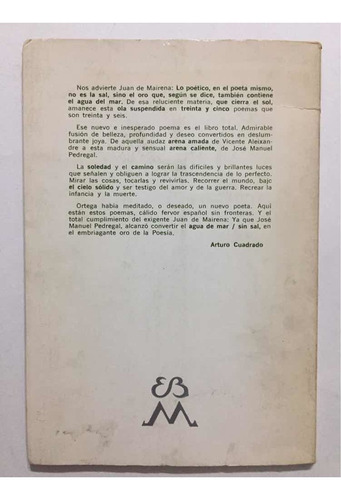 Nos advierte Juan de Mairena: Lo poético, en el poeta mismo,
no es la sal, sino el oro que, según se dice, también contiene
el agua del mar. De esa reluciente materia, que cierra el sol,
amanece esta ola suspendida en treinta y cinco poemas que
son treinta y seis.
Ese nuevo e inesperado poema es el libro total. Admirable
fusión de belleza, profundidad y deseo convertidos en deslum-
brante joya. De aquella audaz arena amada de Vicente Aleixan-
dre a esta madura y sensual arena caliente, de José Manuel
Pedregal.
La soledad y el camino serán las difíciles y brillantes luces
que señalen y obliguen a lograr la trascendencia de lo perfecto.
Mirar las cosas, tocarlas y revivirlas. Recorrer el mundo, bajo
el cielo sólido y ser testigo del amor y de la guerra. Recrear la
infancia y la muerte.
Ortega había meditado, o deseado, un nuevo poeta. Aquí
están estos poemas, cálido fervor español sin fronteras. Y el
total cumplimiento del exigente Juan de Mairena: Ya que José
Manuel Pedregal, alcanzó convertir el agua de mar / sin sal, en
el embriagante oro de la Poesía.
Arturo Cuadrado
EB
M